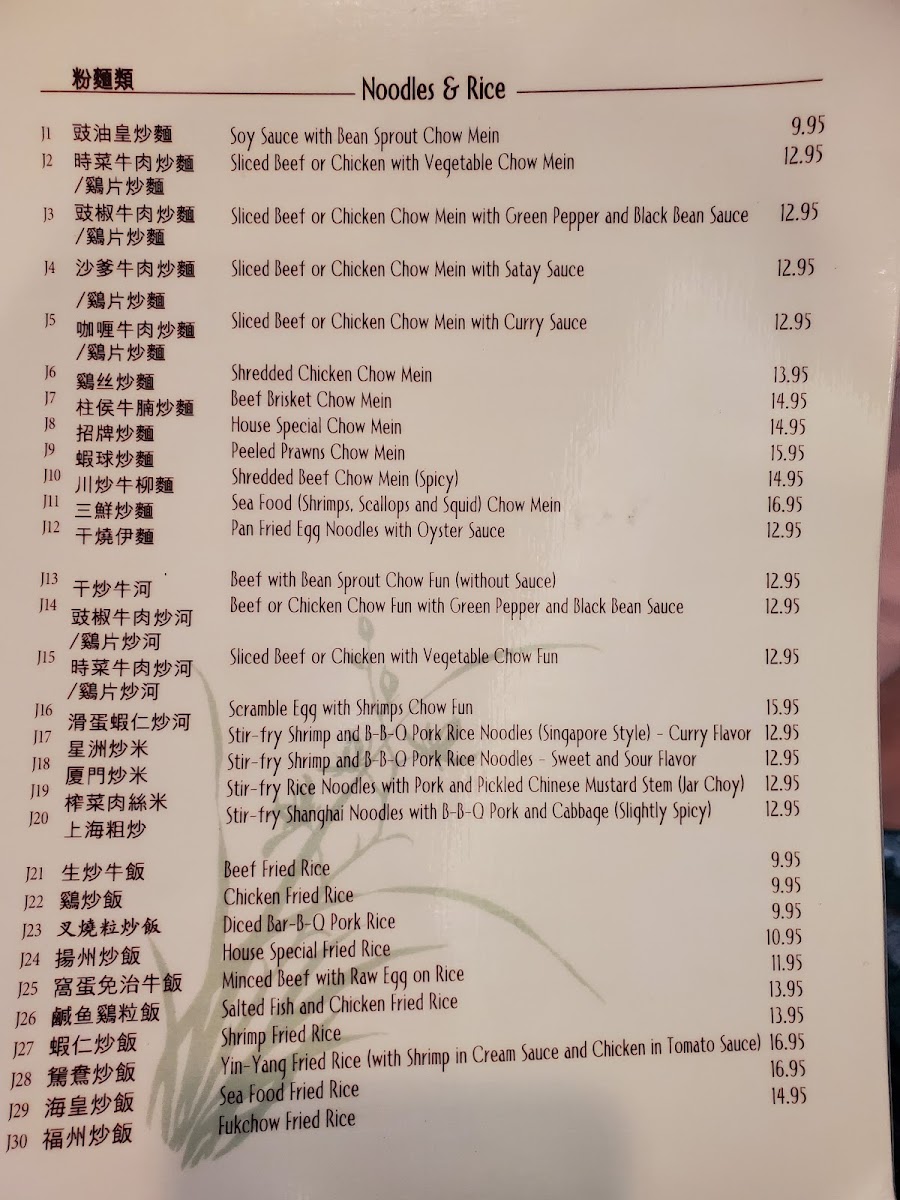 粉麵類 Noodles & Rice
J1 豉油皇炒麵 Soy Sauce with Bean Sprout Chow Mein 9.95
J2 時菜牛肉炒麵 Sliced Beef or Chicken with Vegetable Chow Mein 12.95
/鷄片炒麵
J3 豉椒牛肉炒麵 Sliced Beef or Chicken Chow Mein with Green Pepper and Black Bean Sauce 12.95
/鷄片炒麵
J4 沙爹牛肉炒麵 Sliced Beef or Chicken Chow Mein with Satay Sauce 12.95
/鷄片炒麵
J5 咖喱牛肉炒麵 Sliced Beef or Chicken Chow Mein with Curry Sauce 12.95
/鷄片炒麵
J6 鷄丝炒麵 Shredded Chicken Chow Mein 13.95
J7 柱侯牛腩炒麵 Beef Brisket Chow Mein 14.95
J8 招牌炒麵 House Special Chow Mein 14.95
J9 蝦球炒麵 Peeled Prawns Chow Mein 15.95
J10 川炒牛柳麵 Shredded Beef Chow Mein (Spicy) 14.95
J11 三鮮炒麵 Sea Food (Shrimps, Scallops and Squid) Chow Mein 16.95
J12 干燒伊麵 Pan Fried Egg Noodles with Oyster Sauce 12.95
J13 干炒牛河 Beef with Bean Sprout Chow Fun (without Sauce) 12.95
J14 豉椒牛肉炒河 Beef or Chicken Chow Fun with Green Pepper and Black Bean Sauce 12.95
/鷄片炒河
J15 時菜牛肉炒河 Sliced Beef or Chicken with Vegetable Chow Fun 12.95
/鷄片炒河
J16 滑蛋蝦仁炒河 Scramble Egg with Shrimps Chow Fun 15.95
J17 星洲炒米 Stir-fry Shrimp and B-B-Q Pork Rice Noodles (Singapore Style) - Curry Flavor 12.95
J18 厦門炒米 Stir-fry Shrimp and B-B-Q Pork Rice Noodles - Sweet and Sour Flavor 12.95
J19 榨菜肉絲米 Stir-fry Rice Noodles with Pork and Pickled Chinese Mustard Stem (Jar Choy) 12.95
J20 上海粗炒 Stir-fry Shanghai Noodles with B-B-Q Pork and Cabbage (Slightly Spicy) 12.95
J21 生炒牛飯 Beef Fried Rice 9.95
J22 鷄炒飯 Chicken Fried Rice 9.95
J23 叉燒粒炒飯 Diced Bar-B-Q Pork Rice 9.95
J24 揚州炒飯 House Special Fried Rice 10.95
J25 窩蛋免治牛飯 Minced Beef with Raw Egg on Rice 11.95
J26 鹹鱼鷄粒飯 Salted Fish and Chicken Fried Rice 13.95
J27 蝦仁炒飯 Shrimp Fried Rice 13.95
J28 鴛鴦炒飯 Yin-Yang Fried Rice (with Shrimp in Cream Sauce and Chicken in Tomato Sauce) 16.95
J29 海皇炒飯 Sea Food Fried Rice 16.95
J30 福州炒飯 Fukchow Fried Rice 14.95